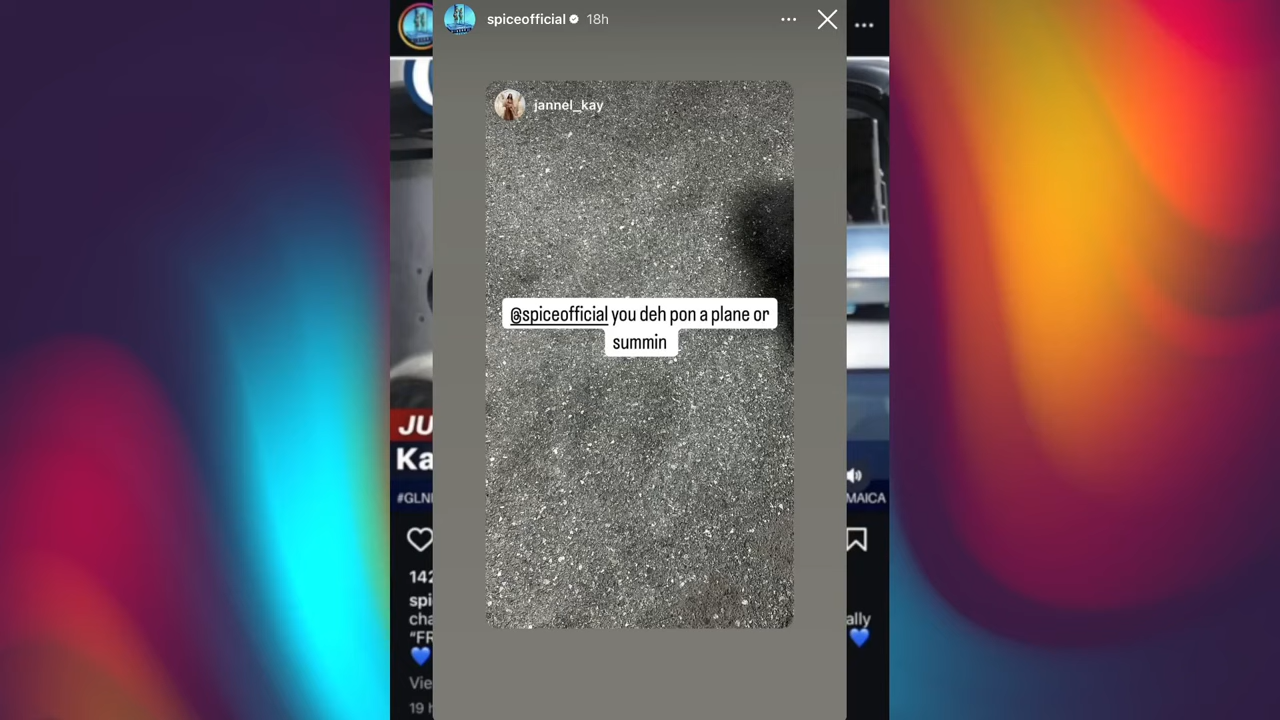 spiceofficial 18h
jannel_kay
@spiceofficial you deh pon a plane or
summin
JU
Ka
#GLN
MAICA
142
spi
cha
ally
"FR
Vie
19 h